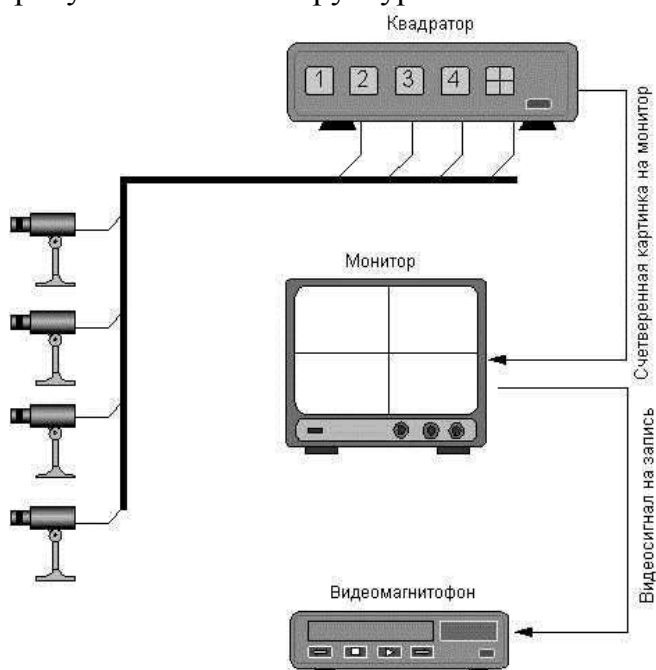 Квадратор
1 2 3 4
Счетверенная картинка на монитор
Монитор
Видеосигнал на запись
Видеомагнитофон